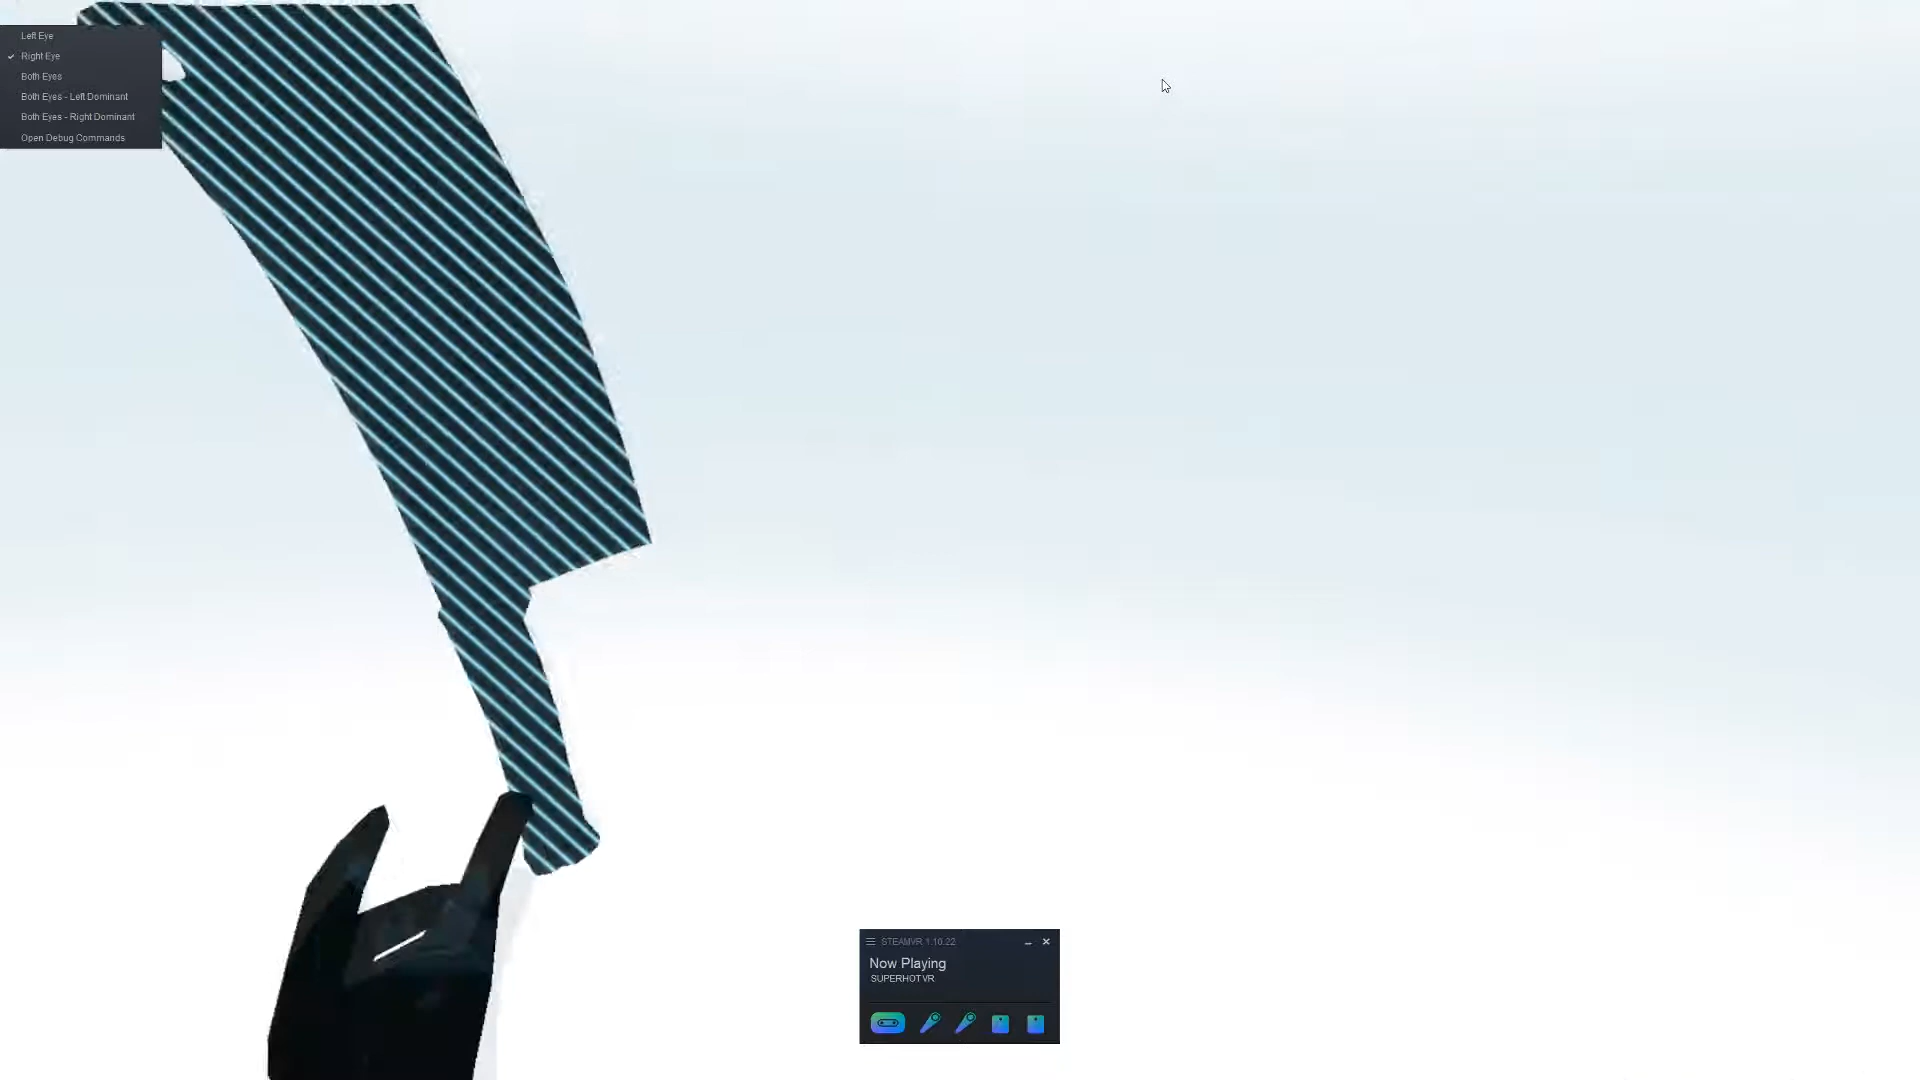 Left Eye
Right Eye
Both Eyes
Both Eyes - Left Dominant
Both Eyes - Right Dominant
Open Debug Commands
STEAMVR 1.10.22
Now Playing
SUPERHOT VR